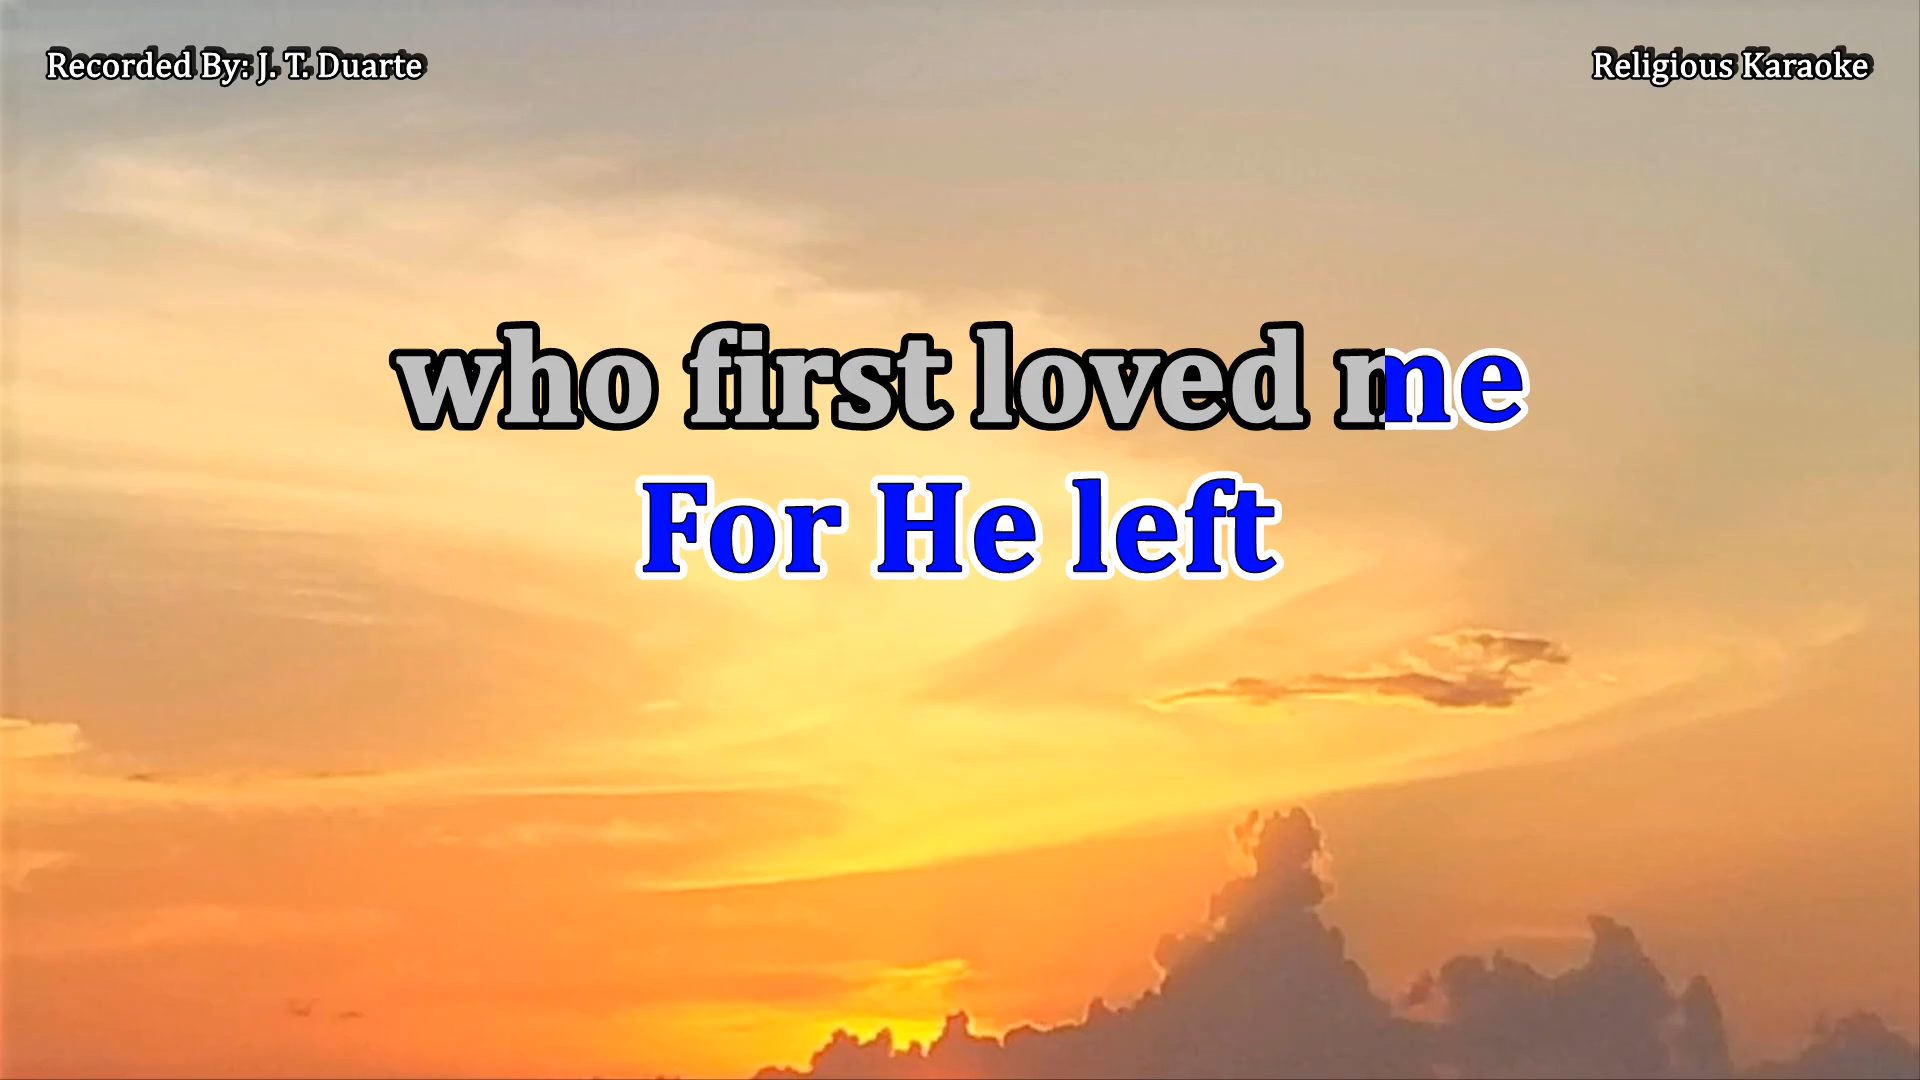 Recorded By: J. T. Duarte
Religious Karaoke
who first loved me
For He left